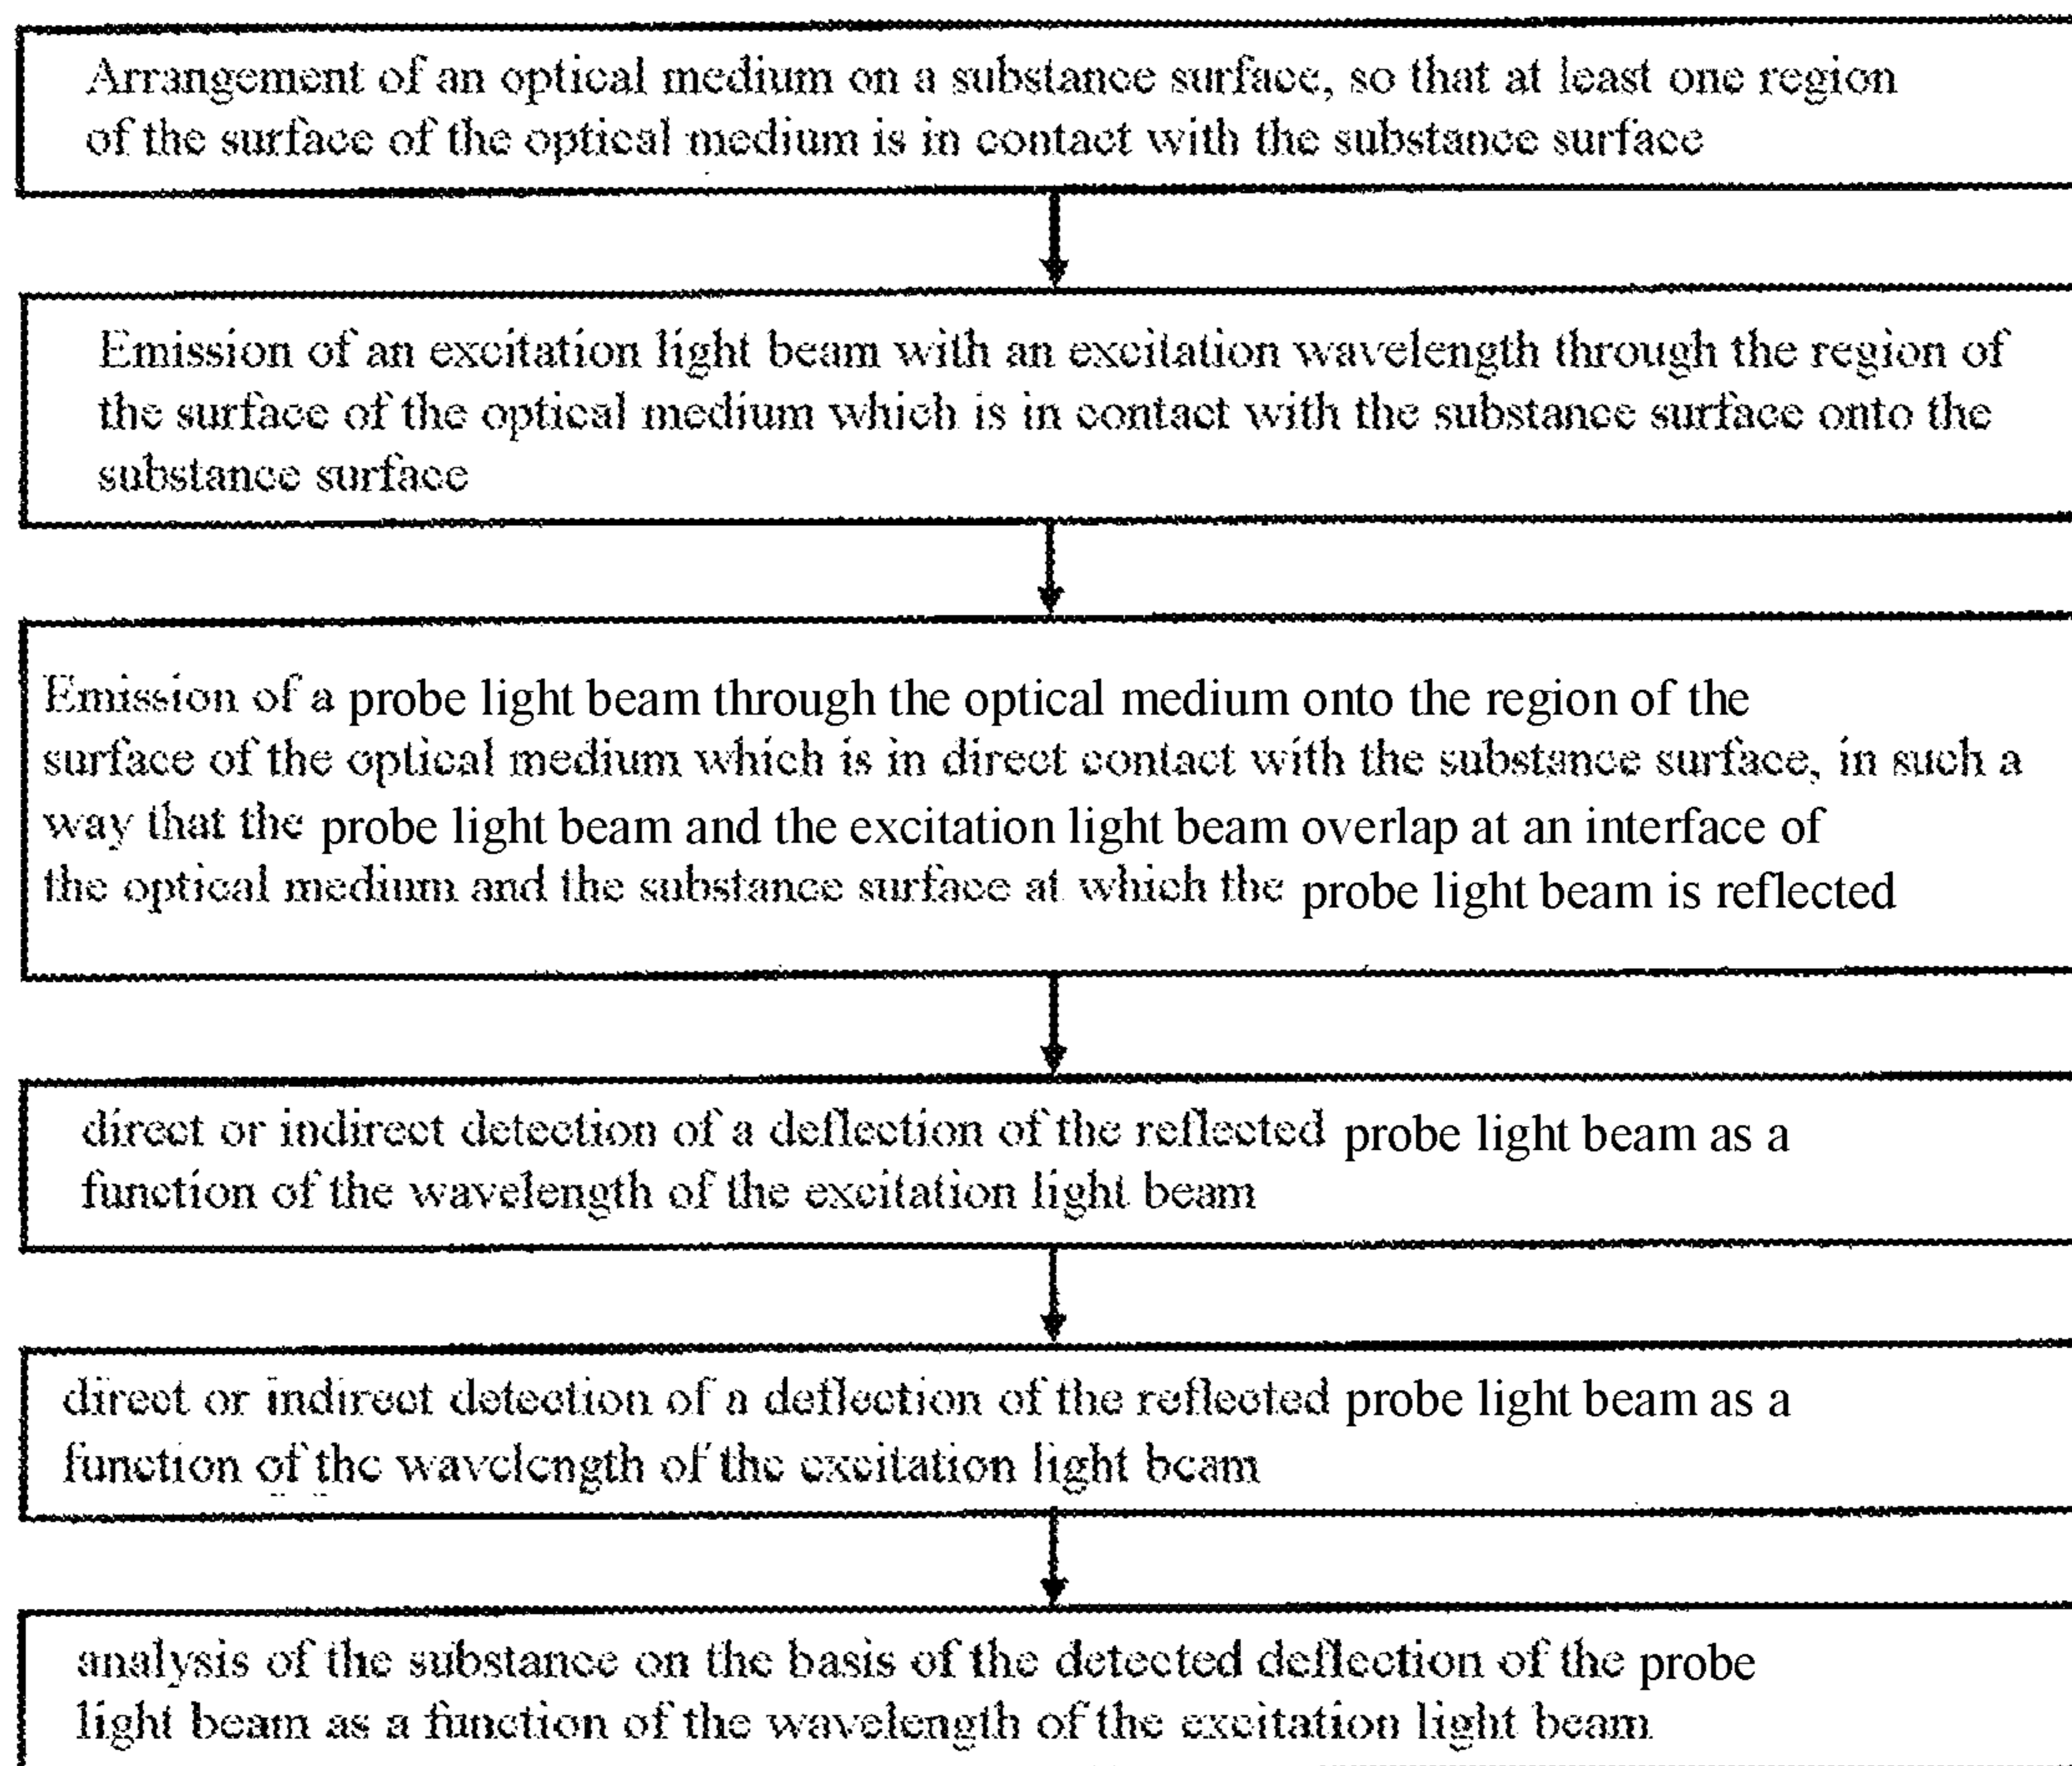 Arrangement of an optical medium on a substance surface, so that at least one region
of the surface of the optical medium is in contact with the substance surface
Emission of an excitation light beam with an excitation wavelength through the region of
the surface of the optical medium which is in contact with the substance surface onto the
substance surface
Emission of a probe light beam through the optical medium onto the region of the
surface of the optical medium which is in direct contact with the substance surface, in such a
way that the probe light beam and the excitation light beam overlap at an interface of
the optical medium and the substance surface at which the probe light beam is reflected
direct or indirect detection of a deflection of the reflected probe light beam as a
function of the wavelength of the excitation light beam
direct or indirect detection of a deflection of the reflected probe light beam as a
function of the wavelength of the excitation light beam
analysis of the substance on the basis of the detected deflection of the probe
light beam as a function of the wavelength of the excitation light beam